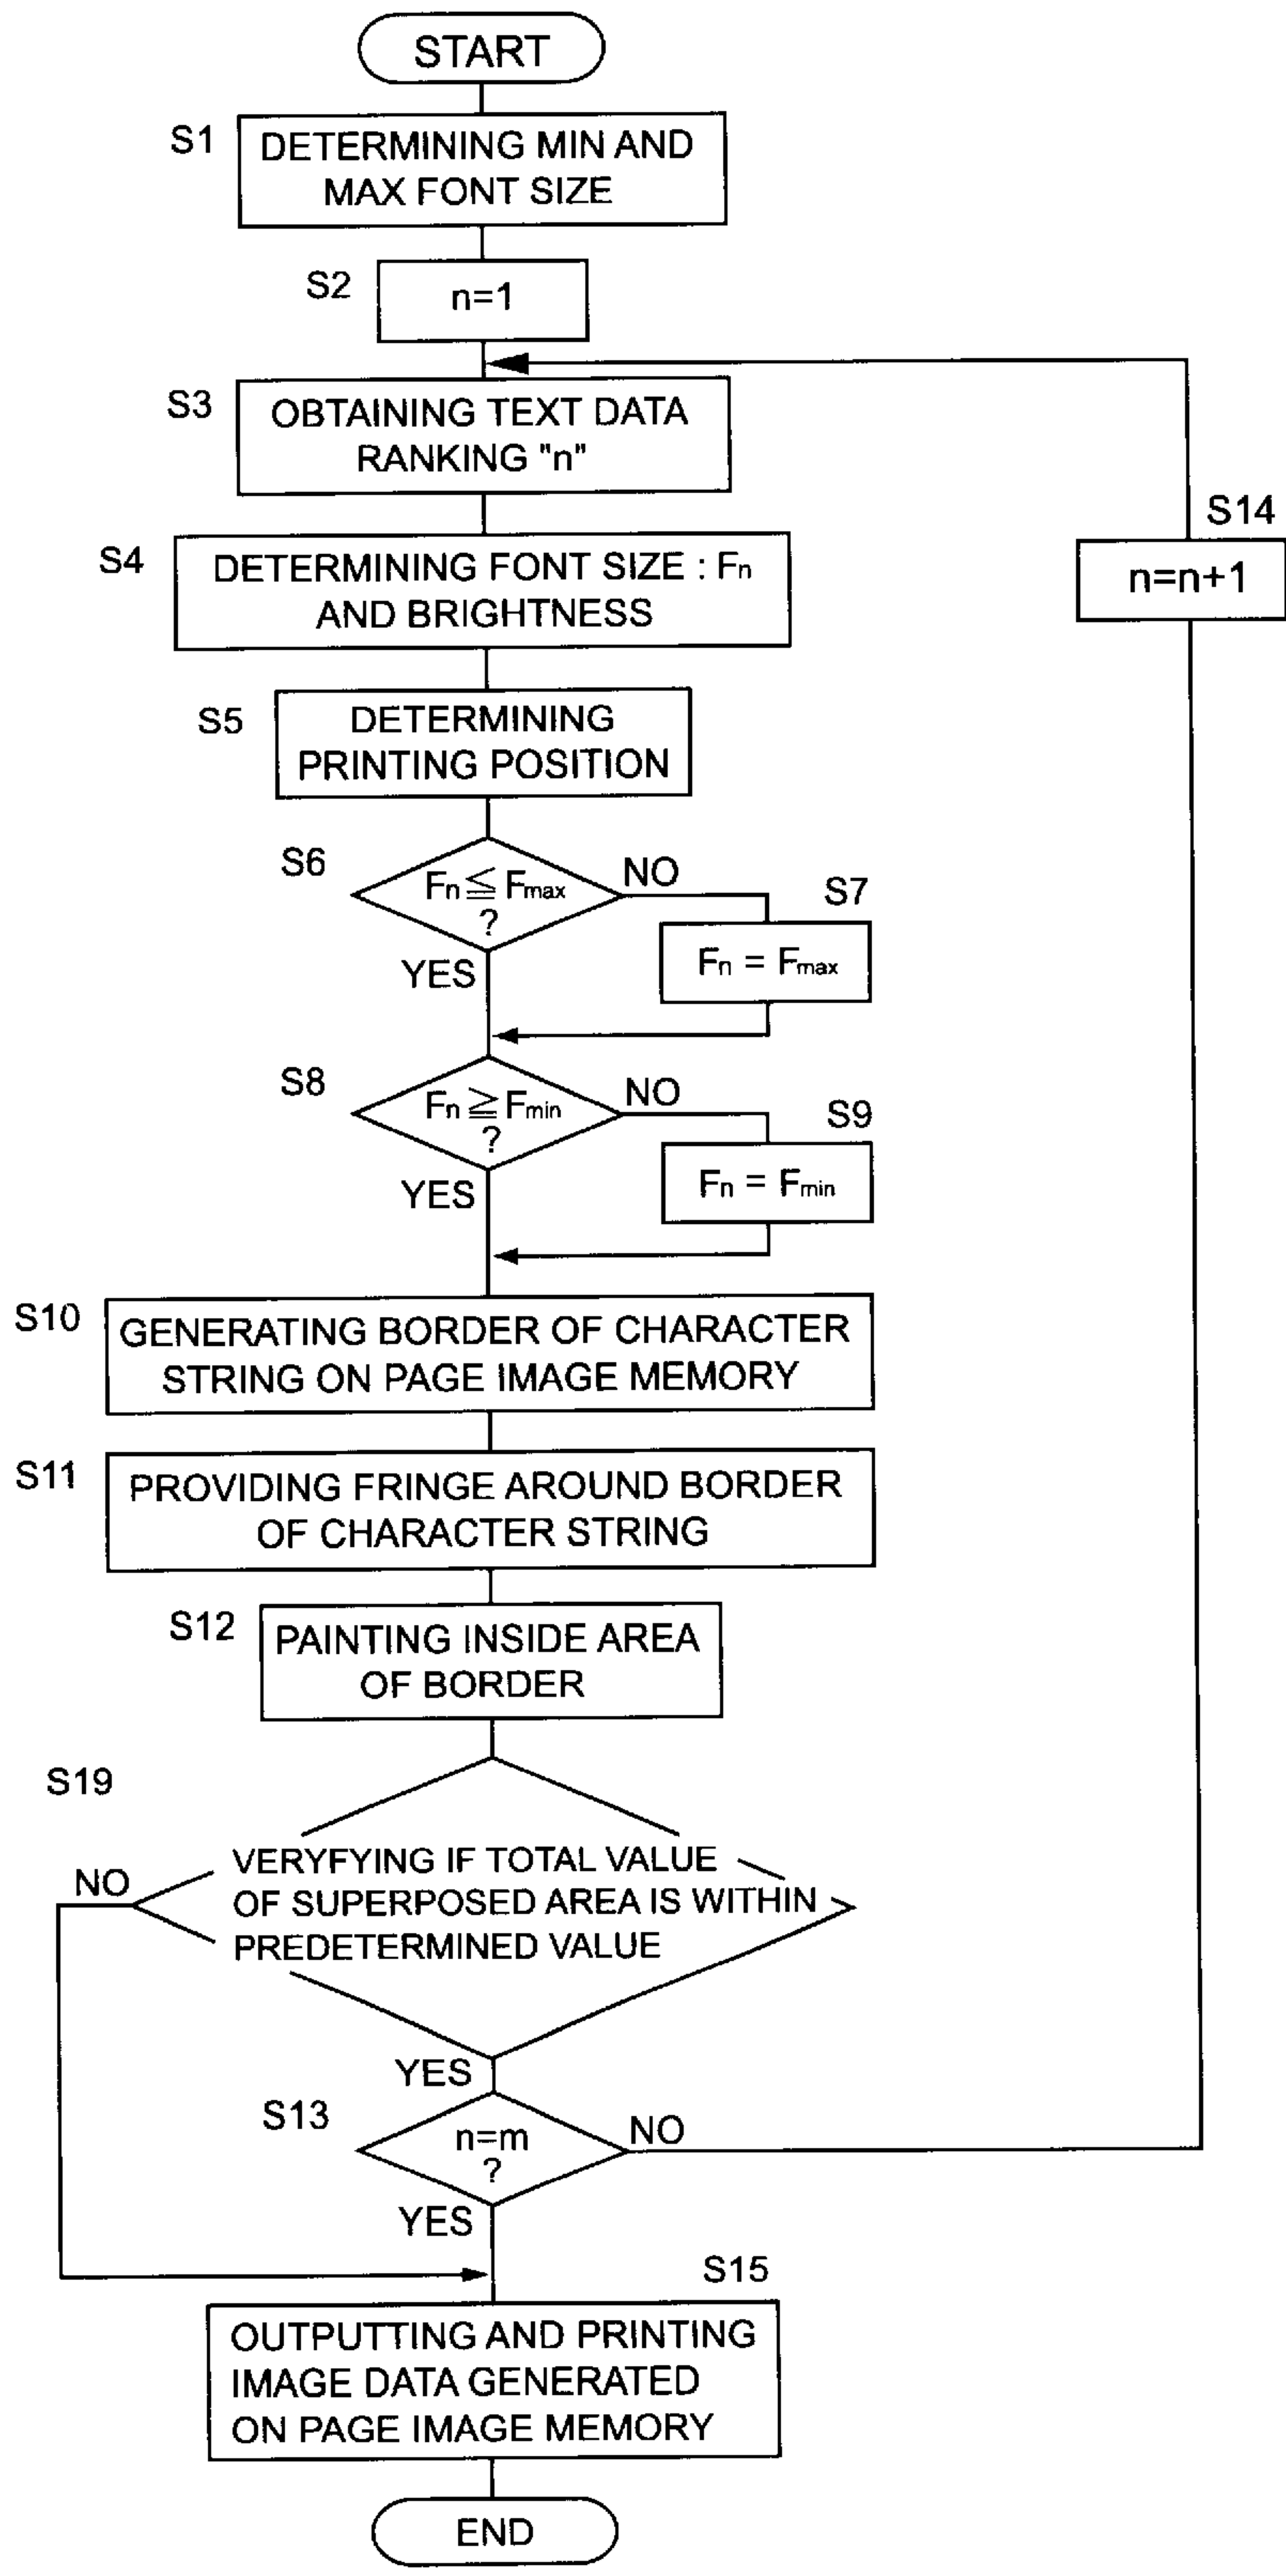 START
S1
DETERMINING MIN AND
MAX FONT SIZE
S2
n=1
S3
OBTAINING TEXT DATA
RANKING "n"
S14
n=n+1
S4
DETERMINING FONT SIZE : Fn
AND BRIGHTNESS
S5
DETERMINING
PRINTING POSITION
S6
Fn ≦ Fmax
?
NO
YES
S7
Fn = Fmax
S8
Fn ≧ Fmin
?
NO
YES
S9
Fn = Fmin
S10
GENERATING BORDER OF CHARACTER
STRING ON PAGE IMAGE MEMORY
S11
PROVIDING FRINGE AROUND BORDER
OF CHARACTER STRING
S12
PAINTING INSIDE AREA
OF BORDER
S19
NO
VERYFYING IF TOTAL VALUE
OF SUPERPOSED AREA IS WITHIN
PREDETERMINED VALUE
YES
S13
n=m
?
NO
YES
S15
OUTPUTTING AND PRINTING
IMAGE DATA GENERATED
ON PAGE IMAGE MEMORY
END